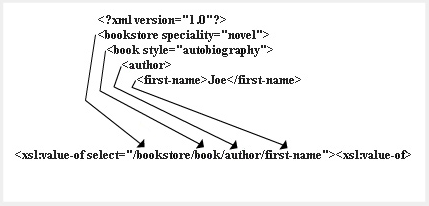 <?xml version="1.0"?>
<bookstore speciality="novel">
<book style="autobiography">
<author>
<first-name>Joe</first-name>
<xsl:value-of select="/bookstore/book/author/first-name"><xsl:value-of>